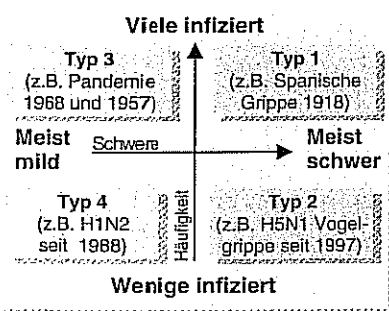 Viele infiziert
Typ 3
(z.B. Pandemie
1968 und 1957)
Typ 1
(z.B. Spanische
Grippe 1918)
Meist
mild
Schwere
Meist
schwer
Typ 4
(z.B. H1N2
seit 1988)
Häufigkeit
Typ 2
(z.B. H5N1 Vogel-
grippe seit 1997)
Wenige infiziert